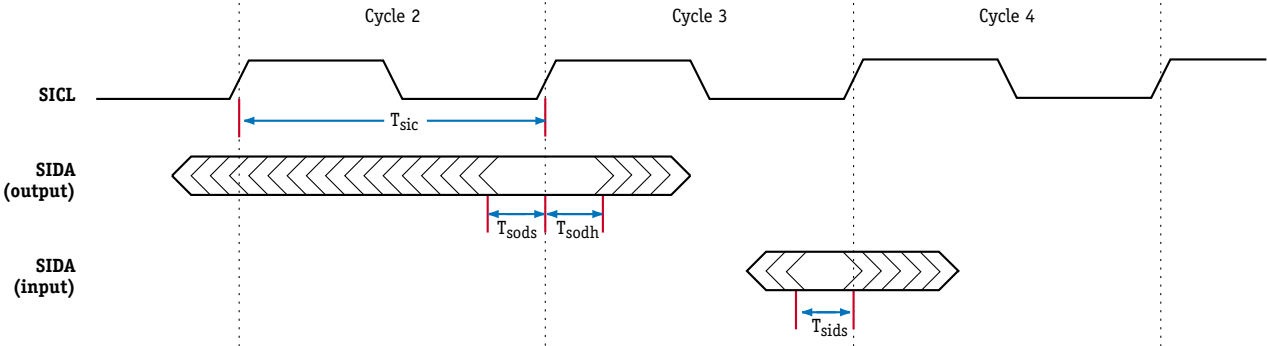 Cycle 2
Cycle 3
Cycle 4
SICL
Tsic
SIDA
(output)
Tsods
Tsodh
SIDA
(input)
Tsids